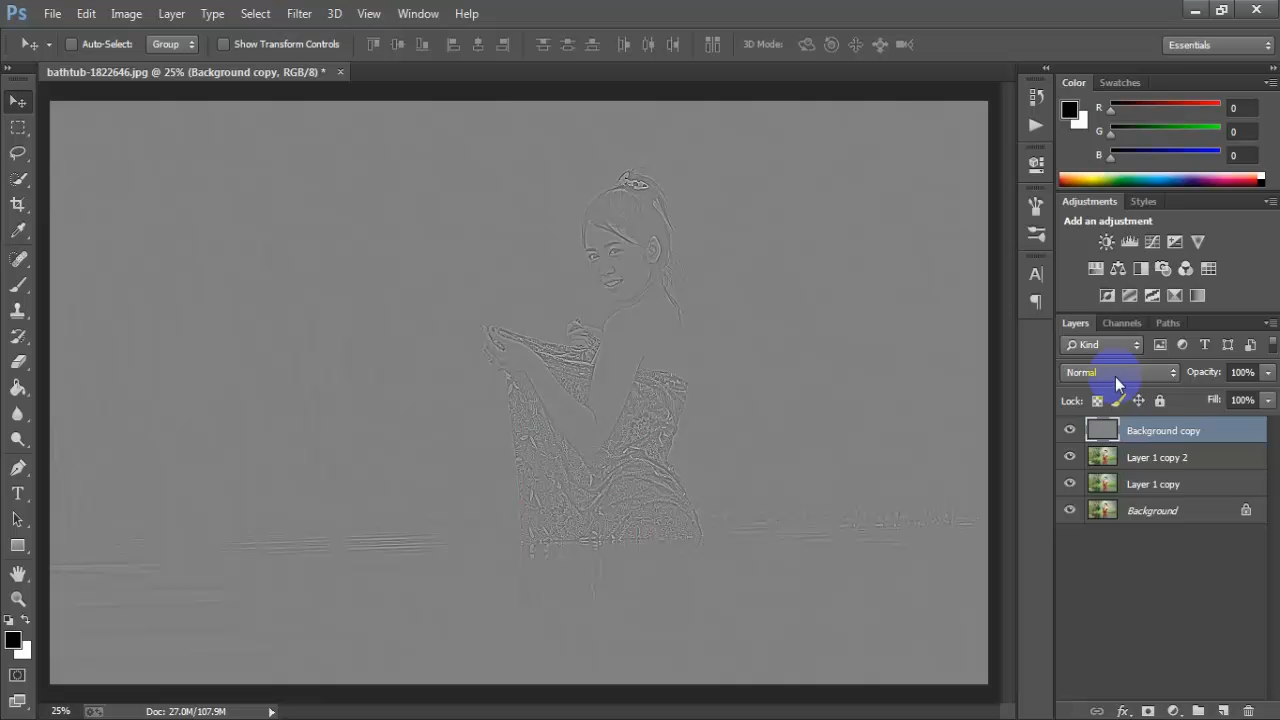 Ps File Edit Image Layer Type Select Filter 3D View Window Help
Auto-Select: Group Show Transform Controls 3D Mode: Essentials
bathtub-1822646.jpg @ 25% (Background copy, RGB/8) *
Color Swatches
R 0
G 0
B 0
Adjustments Styles
Add an adjustment
Layers Channels Paths
Kind
Normal Opacity: 100%
Lock: Fill: 100%
Background copy
Layer 1 copy 2
Layer 1 copy
Background
25% Doc: 27.0M/107.9M